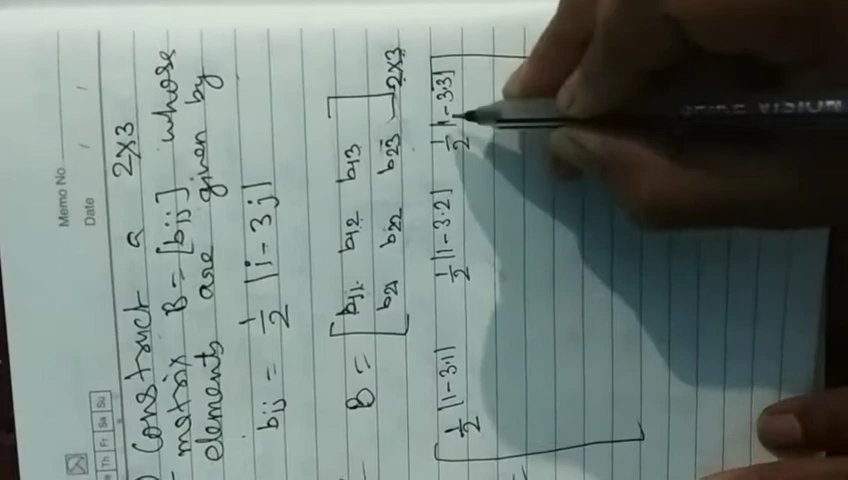 Memo No.
Date / /
Th Fr Sa Su
Construct a 2×3
matrix B = [bij] whose
elements are given by
bij = 1/2 |i - 3j|
B = [b11 b12 b13
b21 b22 b23] 2×3
[1/2 |1-3.1| 1/2 |1-3.2| 1/2 |1-3.3|